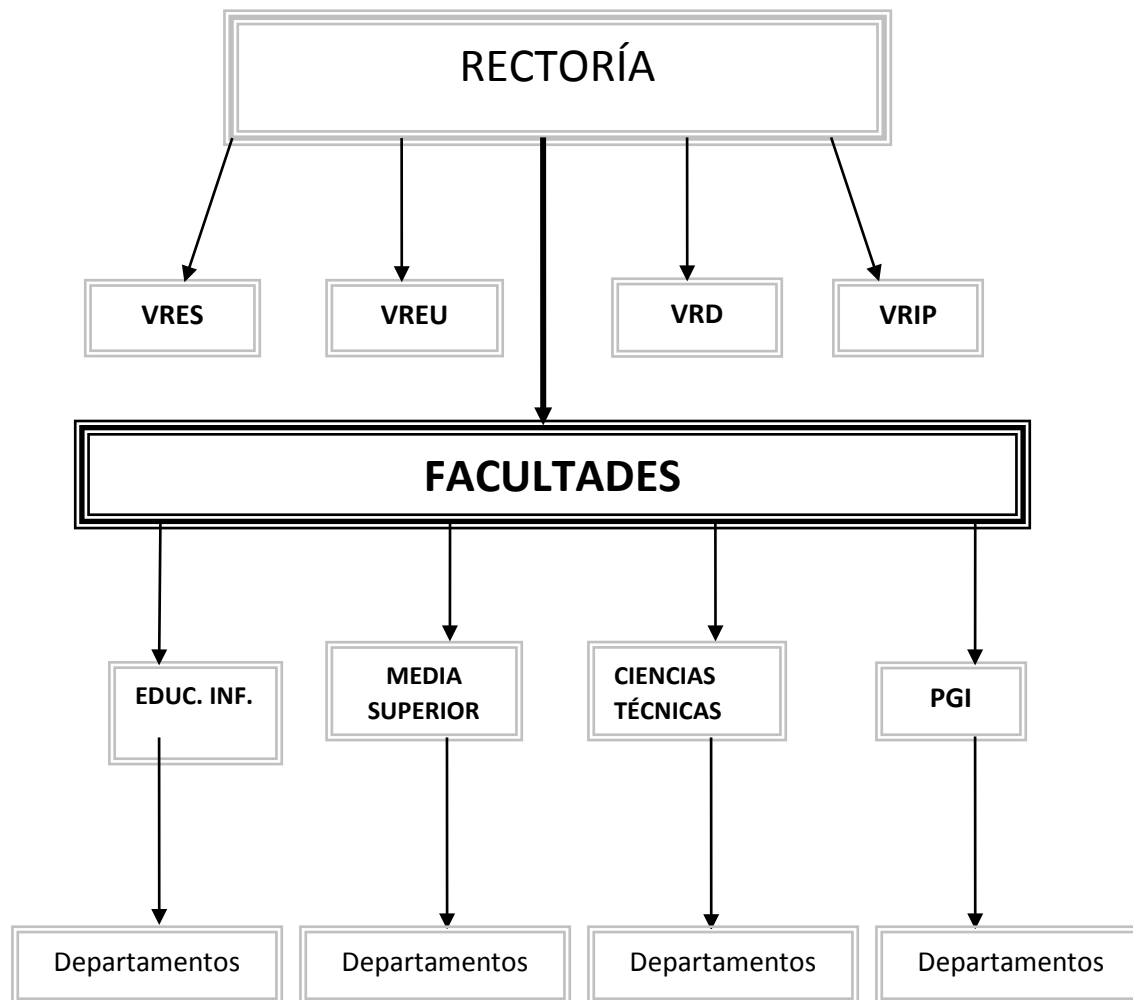 RECTORÍA
VRES
VREU
VRD
VRIP
FACULTADES
EDUC. INF.
MEDIA
SUPERIOR
CIENCIAS
TÉCNICAS
PGI
Departamentos
Departamentos
Departamentos
Departamentos